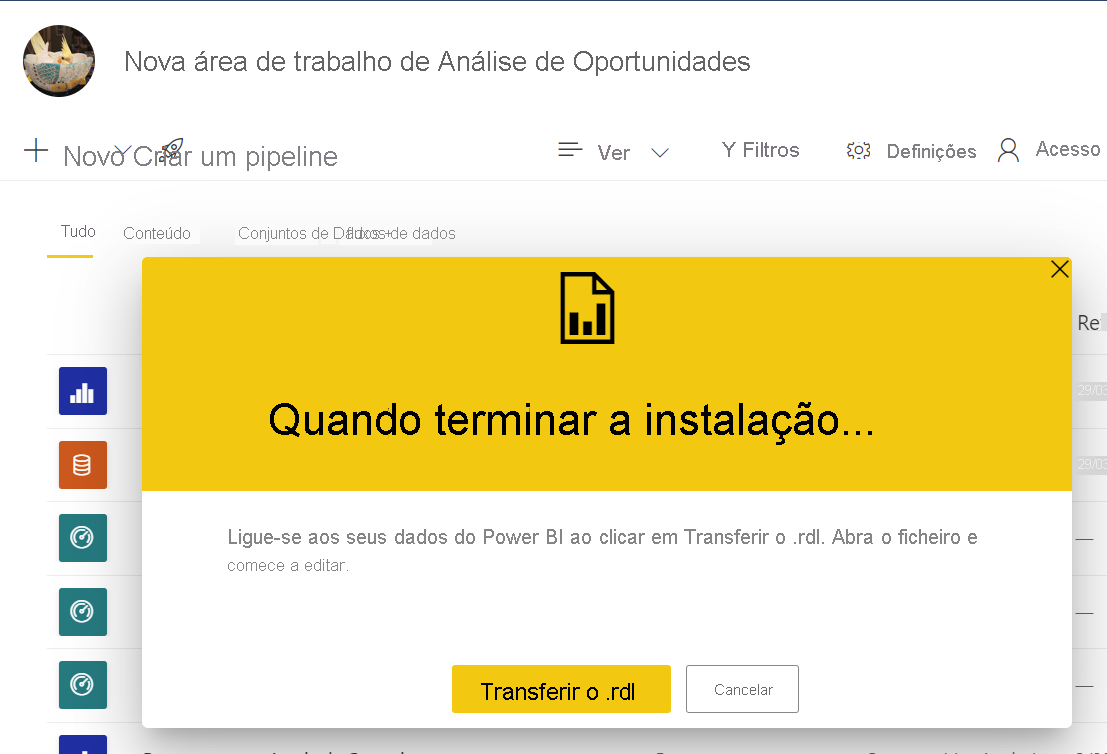 Nova área de trabalho de Análise de Oportunidades
Novo Criar um pipeline
Ver
Y Filtros
Definições
Acesso
Tudo
Conteúdo
Conjuntos de Dados+
fluxos de dados
Quando terminar a instalação...
Re
29/03
29/03
Ligue-se aos seus dados do Power BI ao clicar em Transferir o .rdl. Abra o ficheiro e
comece a editar.
Transferir o .rdl
Cancelar